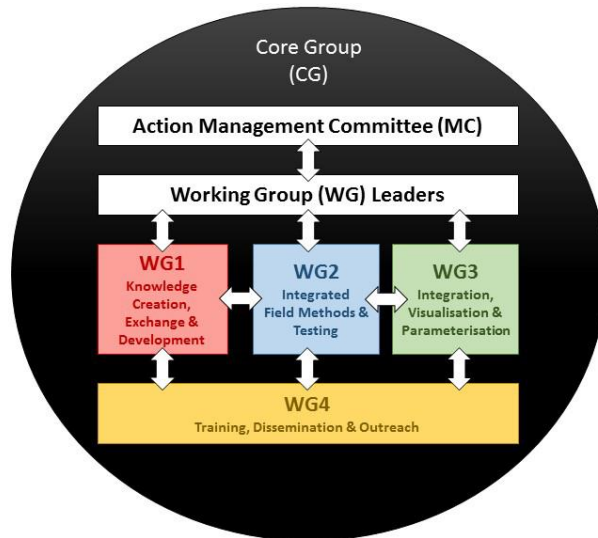 Core Group
(CG)
Action Management Committee (MC)
Working Group (WG) Leaders
WG1
Knowledge
Creation,
Exchange &
Development
WG2
Integrated
Field Methods &
Testing
WG3
Integration,
Visualisation &
Parameterisation
WG4
Training, Dissemination & Outreach